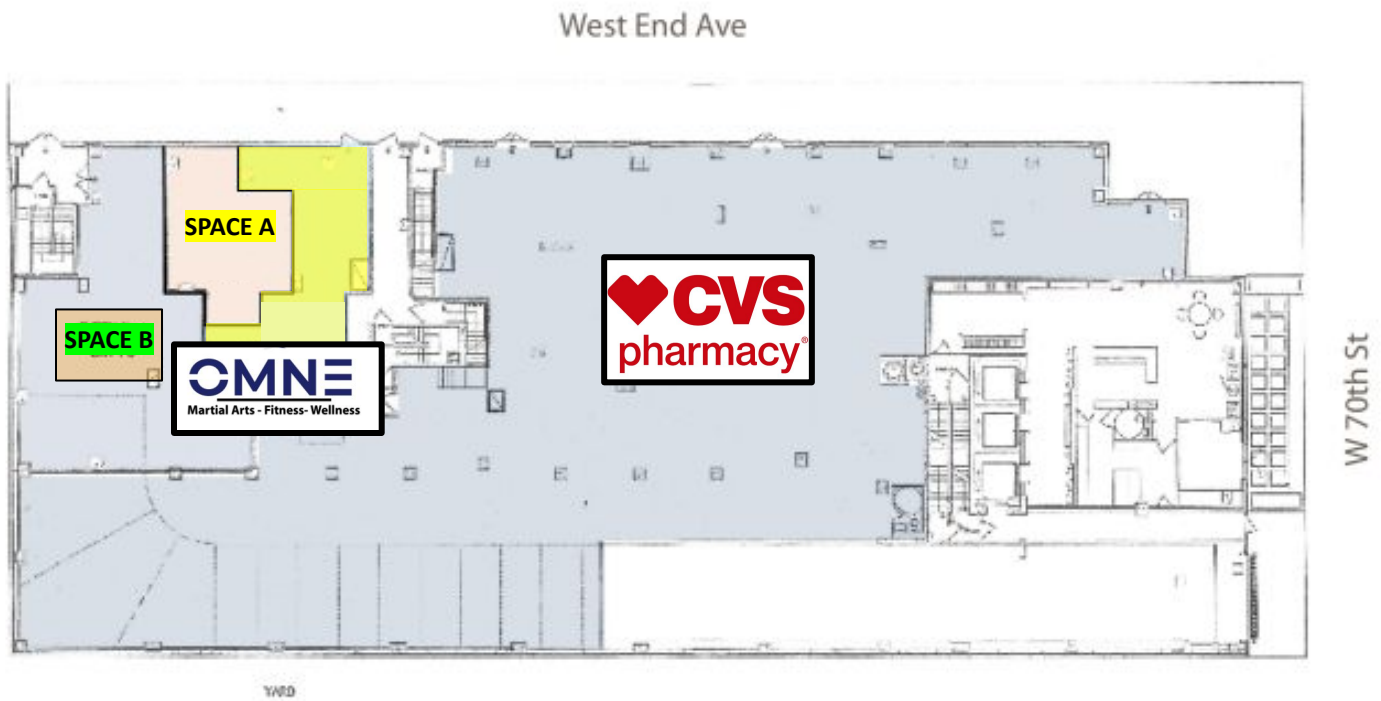 West End Ave
SPACE A
SPACE B
OMNE
Martial Arts - Fitness- Wellness
CVS
pharmacy®
W 70th St
YARD